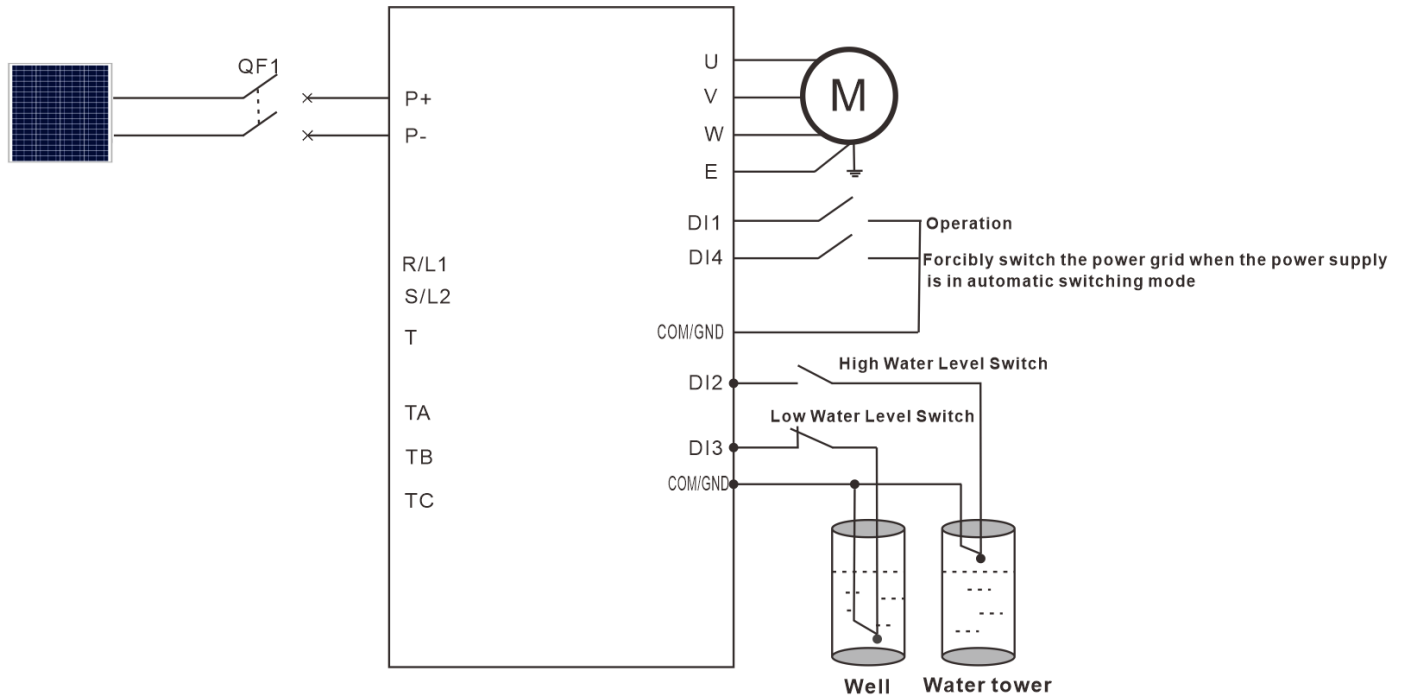 QF1
P+
P-
R/L1
S/L2
T
TA
TB
TC
U
V
W
E
M
DI1
Operation
DI4
Forcibly switch the power grid when the power supply
is in automatic switching mode
COM/GND
High Water Level Switch
DI2
Low Water Level Switch
DI3
COM/GND
Well
Water tower